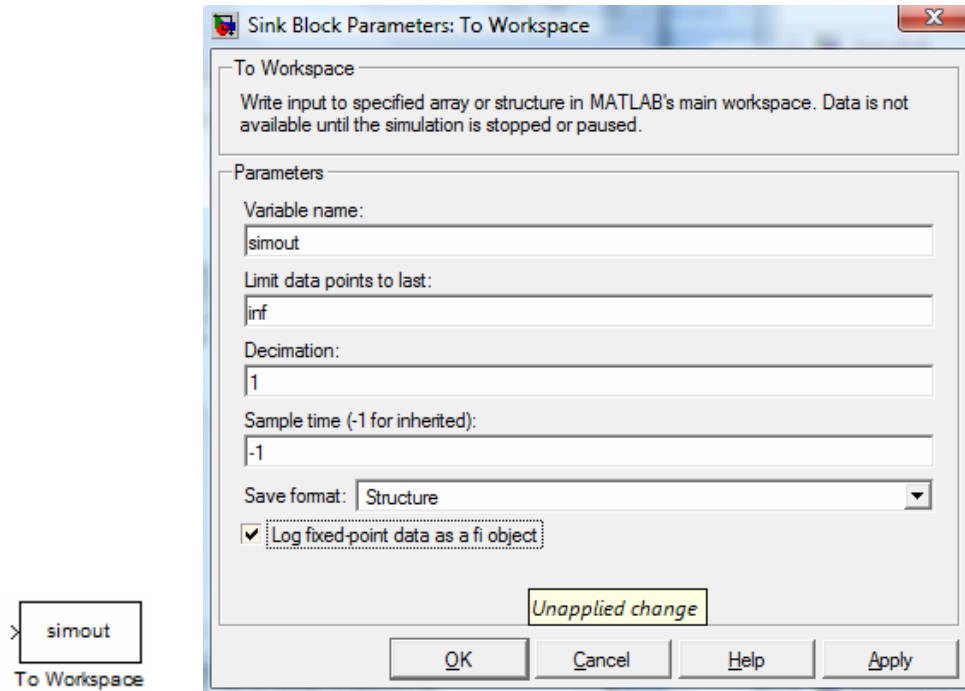 Sink Block Parameters: To Workspace
To Workspace
Write input to specified array or structure in MATLAB's main workspace. Data is not
available until the simulation is stopped or paused.
Parameters
Variable name:
simout
Limit data points to last:
inf
Decimation:
1
Sample time (-1 for inherited):
-1
Save format: Structure
Log fixed-point data as a fi object
Unapplied change
OK Cancel Help Apply
simout
To Workspace